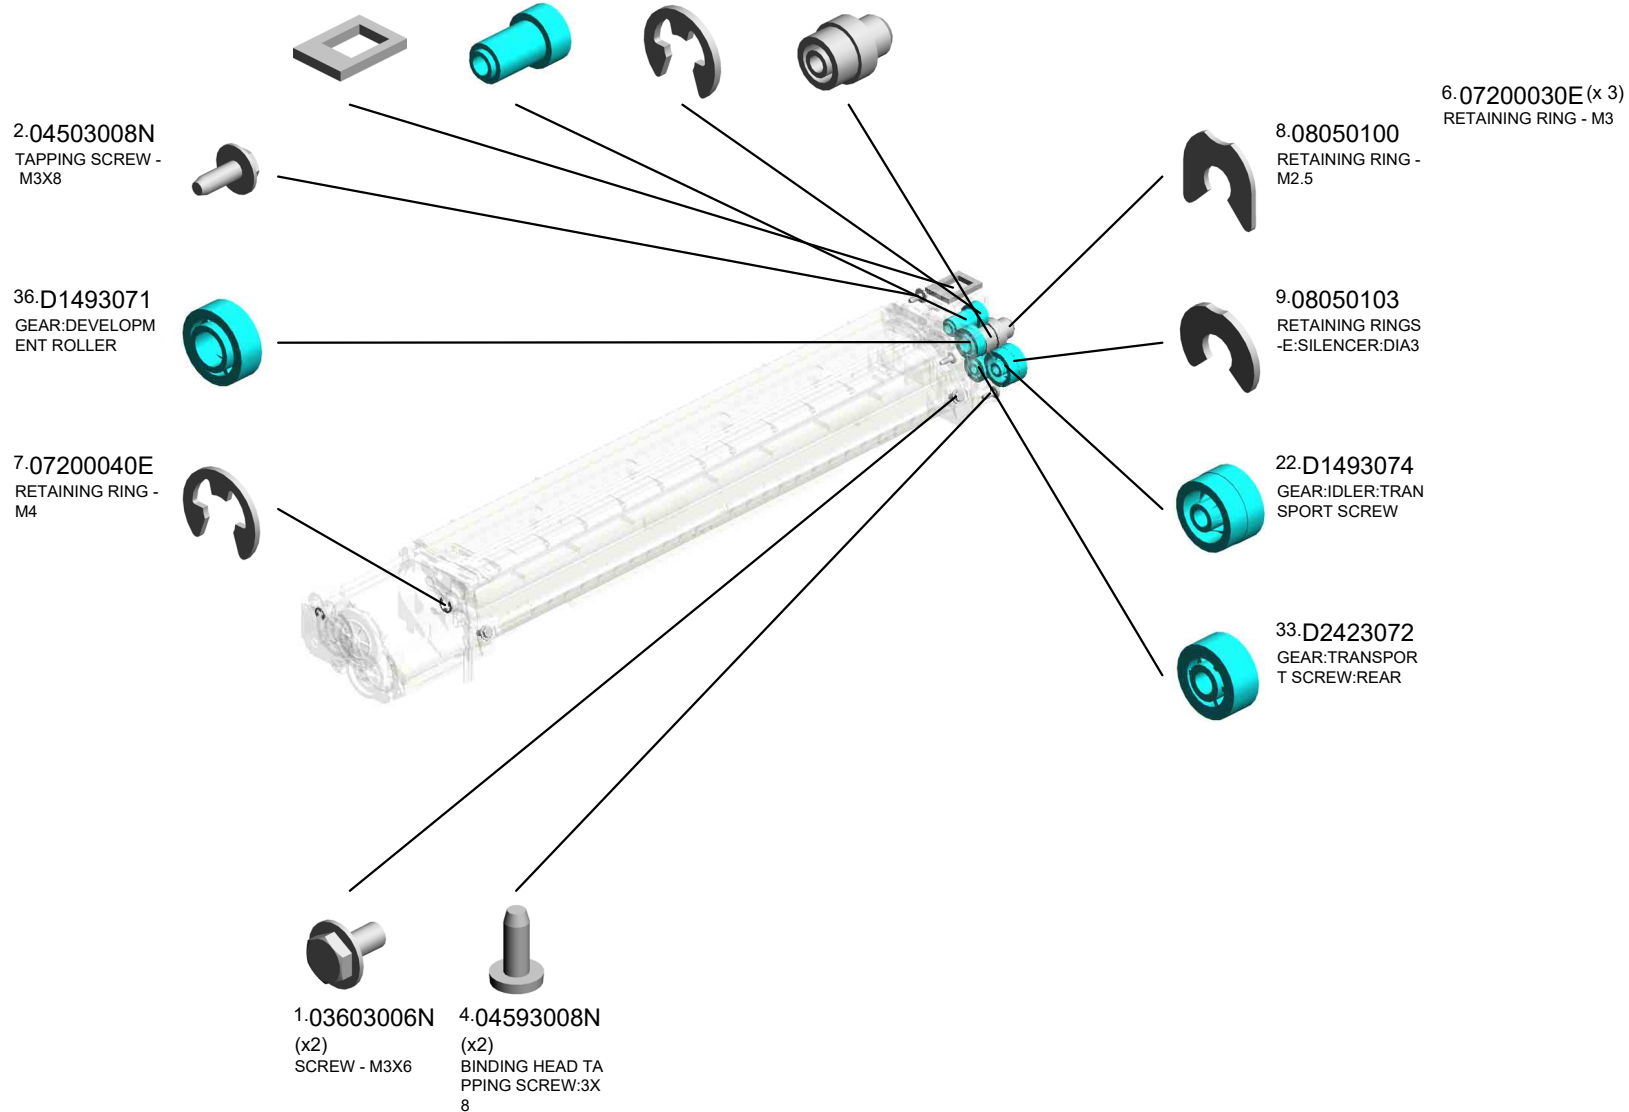 2.04503008N
TAPPING SCREW -
M3X8
36.D1493071
GEAR:DEVELOPM
ENT ROLLER
7.07200040E
RETAINING RING -
M4
6.07200030E (x 3)
RETAINING RING - M3
8.08050100
RETAINING RING -
M2.5
9.08050103
RETAINING RINGS
-E:SILENCER:DIA3
22.D1493074
GEAR:IDLER:TRAN
SPORT SCREW
33.D2423072
GEAR:TRANSPOR
T SCREW:REAR
1.03603006N
(x2)
SCREW - M3X6
4.04593008N
(x2)
BINDING HEAD TA
PPING SCREW:3X
8